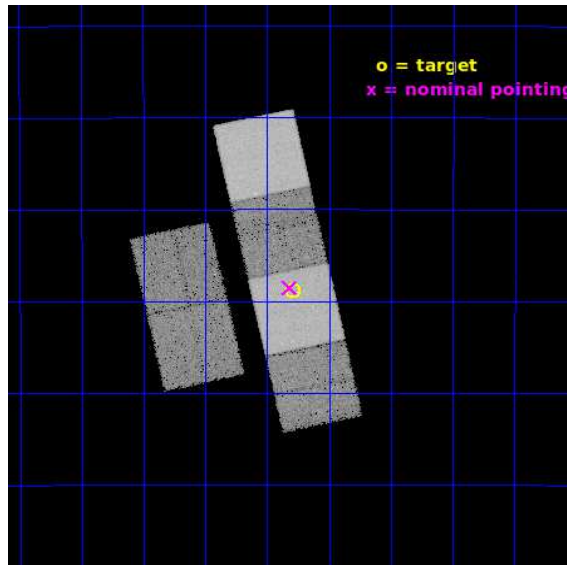 o = target
x = nominal pointing